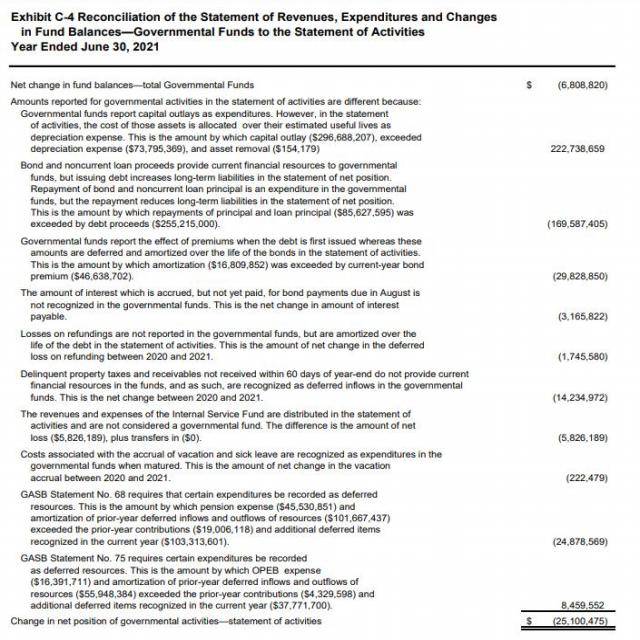 Exhibit C-4 Reconciliation of the Statement of Revenues, Expenditures and Changes
in Fund Balances—Governmental Funds to the Statement of Activities
Year Ended June 30, 2021
Net change in fund balances—total Governmental Funds $ (6,808,820)
Amounts reported for governmental activities in the statement of activities are different because:
Governmental funds report capital outlays as expenditures. However, in the statement
of activities, the cost of those assets is allocated over their estimated useful lives as
depreciation expense. This is the amount by which capital outlay ($296,688,207), exceeded
depreciation expense ($73,795,369), and asset removal ($154,179) 222,738,659
Bond and noncurrent loan proceeds provide current financial resources to governmental
funds, but issuing debt increases long-term liabilities in the statement of net position.
Repayment of bond and noncurrent loan principal is an expenditure in the governmental
funds, but the repayment reduces long-term liabilities in the statement of net position.
This is the amount by which repayments of principal and loan principal ($85,627,595) was
exceeded by debt proceeds ($255,215,000). (169,587,405)
Governmental funds report the effect of premiums when the debt is first issued whereas these
amounts are deferred and amortized over the life of the bonds in the statement of activities.
This is the amount by which amortization ($16,809,852) was exceeded by current-year bond
premium ($46,638,702). (29,828,850)
The amount of interest which is accrued, but not yet paid, for bond payments due in August is
not recognized in the governmental funds. This is the net change in amount of interest
payable. (3,165,822)
Losses on refundings are not reported in the governmental funds, but are amortized over the
life of the debt in the statement of activities. This is the amount of net change in the deferred
loss on refunding between 2020 and 2021. (1,745,580)
Delinquent property taxes and receivables not received within 60 days of year-end do not provide current
financial resources in the funds, and as such, are recognized as deferred inflows in the governmental
funds. This is the net change between 2020 and 2021. (14,234,972)
The revenues and expenses of the Internal Service Fund are distributed in the statement of
activities and are not considered a governmental fund. The difference is the amount of net
loss ($5,826,189), plus transfers in ($0). (5,826,189)
Costs associated with the accrual of vacation and sick leave are recognized as expenditures in the
governmental funds when matured. This is the amount of net change in the vacation
accrual between 2020 and 2021. (222,479)
GASB Statement No. 68 requires that certain expenditures be recorded as deferred
resources. This is the amount by which pension expense ($45,530,851) and
amortization of prior-year deferred inflows and outflows of resources ($101,667,437)
exceeded the prior-year contributions ($19,006,118) and additional deferred items
recognized in the current year ($103,313,601). (24,878,569)
GASB Statement No. 75 requires certain expenditures be recorded
as deferred resources. This is the amount by which OPEB expense
($16,391,711) and amortization of prior-year deferred inflows and outflows of
resources ($55,948,384) exceeded the prior-year contributions ($4,329,598) and
additional deferred items recognized in the current year ($37,771,700). 8,459,552
Change in net position of governmental activities—statement of activities $ (25,100,475)